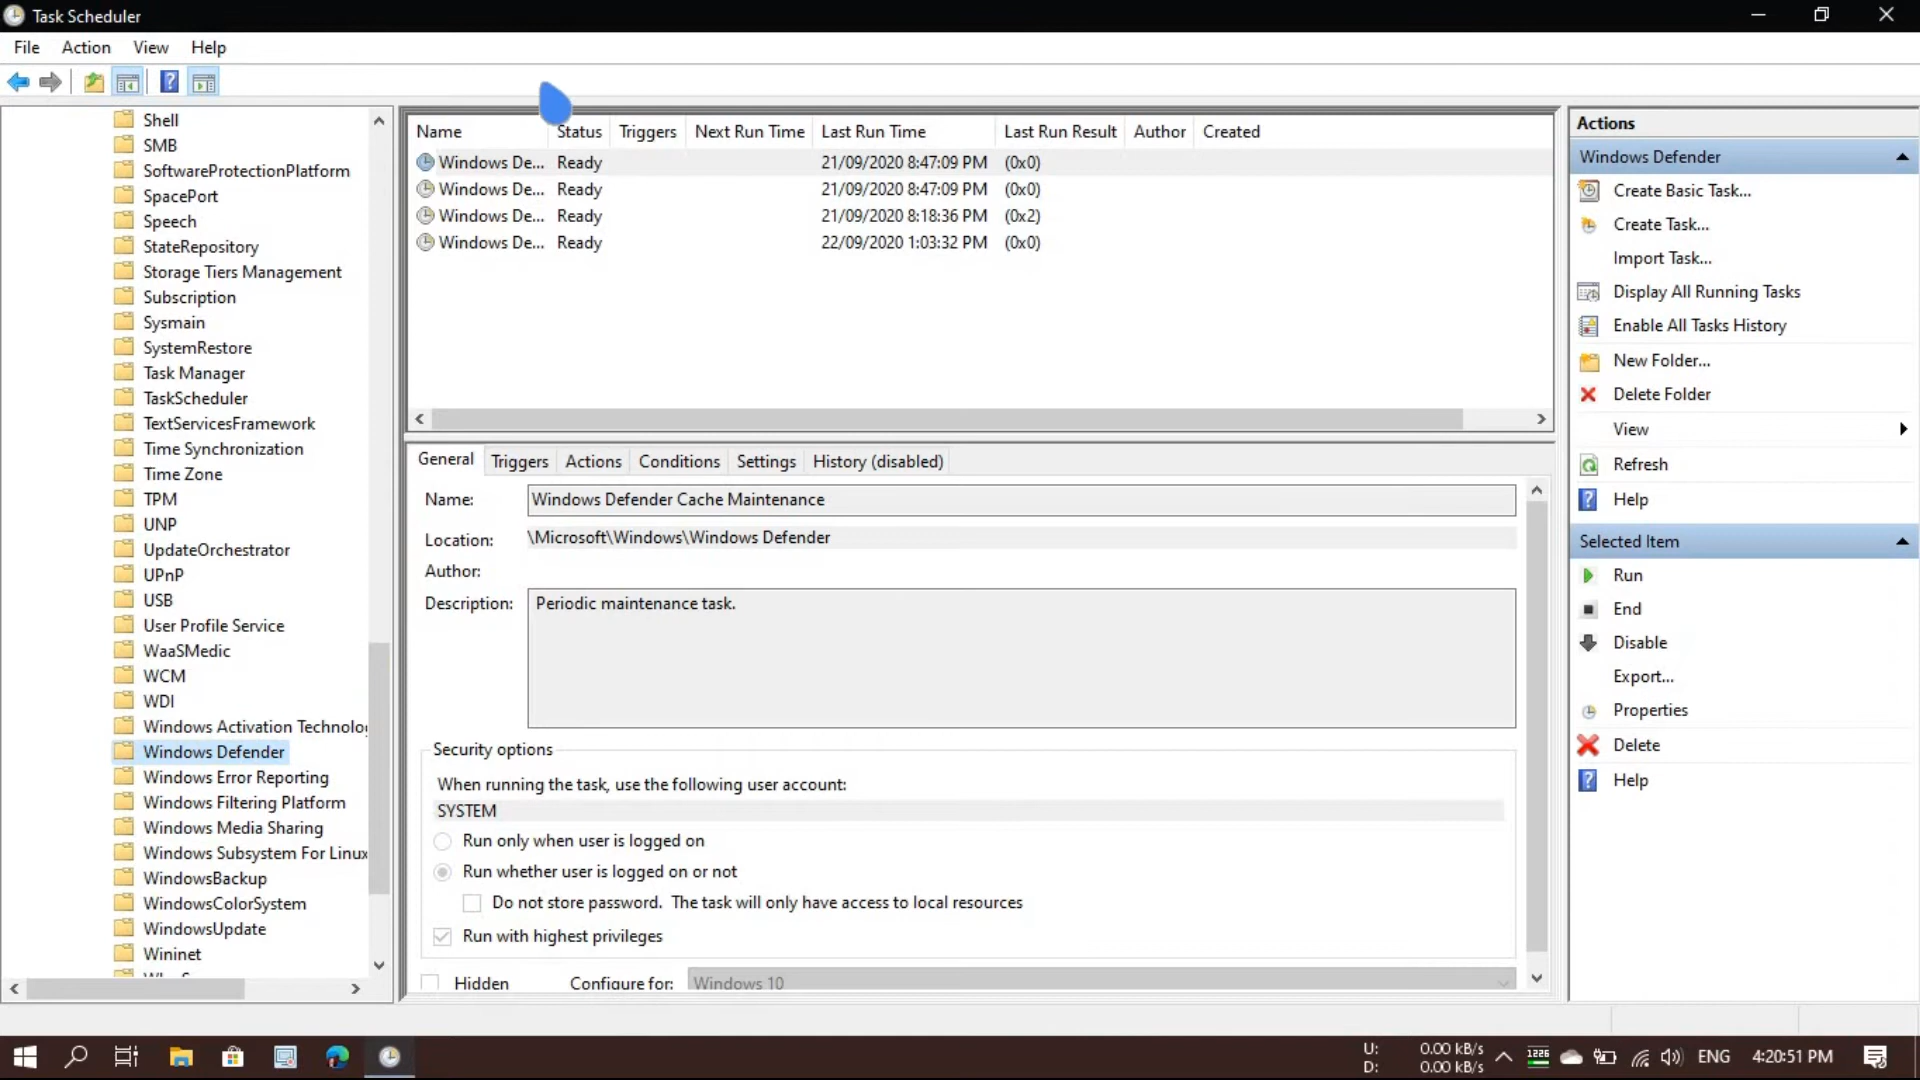 Task Scheduler
File Action View Help
Shell
SMB
SoftwareProtectionPlatform
SpacePort
Speech
StateRepository
Storage Tiers Management
Subscription
Sysmain
SystemRestore
Task Manager
TaskScheduler
TextServicesFramework
Time Synchronization
Time Zone
TPM
UNP
UpdateOrchestrator
UPnP
USB
User Profile Service
WaaSMedic
WCM
WDI
Windows Activation Technolo
Windows Defender
Windows Error Reporting
Windows Filtering Platform
Windows Media Sharing
Windows Subsystem For Linux
WindowsBackup
WindowsColorSystem
WindowsUpdate
Wininet
Name Status Triggers Next Run Time Last Run Time Last Run Result Author Created
Windows De... Ready 21/09/2020 8:47:09 PM (0x0)
Windows De... Ready 21/09/2020 8:47:09 PM (0x0)
Windows De... Ready 21/09/2020 8:18:36 PM (0x2)
Windows De... Ready 22/09/2020 1:03:32 PM (0x0)
General Triggers Actions Conditions Settings History (disabled)
Name: Windows Defender Cache Maintenance
Location: \Microsoft\Windows\Windows Defender
Author:
Description: Periodic maintenance task.
Security options
When running the task, use the following user account:
SYSTEM
Run only when user is logged on
Run whether user is logged on or not
Do not store password. The task will only have access to local resources
Run with highest privileges
Hidden Configure for: Windows 10
Actions
Windows Defender
Create Basic Task...
Create Task...
Import Task...
Display All Running Tasks
Enable All Tasks History
New Folder...
Delete Folder
View
Refresh
Help
Selected Item
Run
End
Disable
Export...
Properties
Delete
Help
U: 0.00 kB/s
D: 0.00 kB/s
1226
ENG
4:20:51 PM